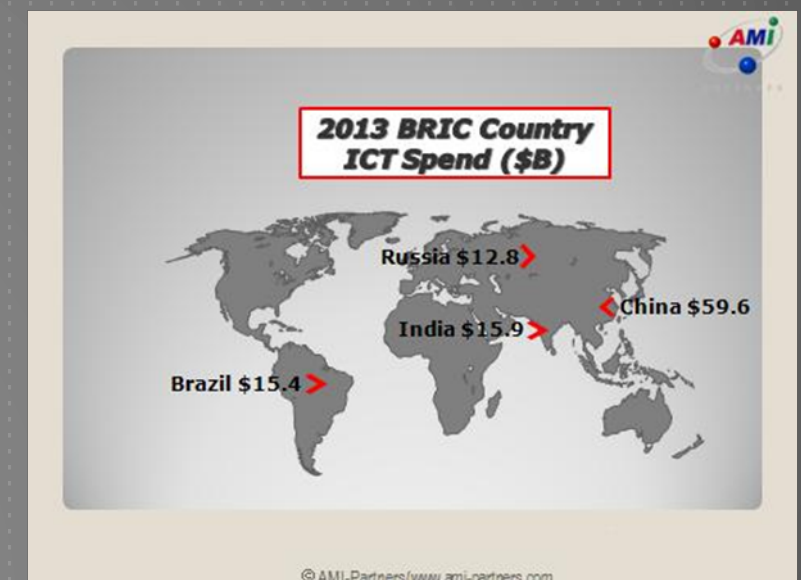 AMI
2013 BRIC Country
ICT Spend ($B)
Russia $12.8
China $59.6
India $15.9
Brazil $15.4
© AMI-Partners/www.ami-partners.com